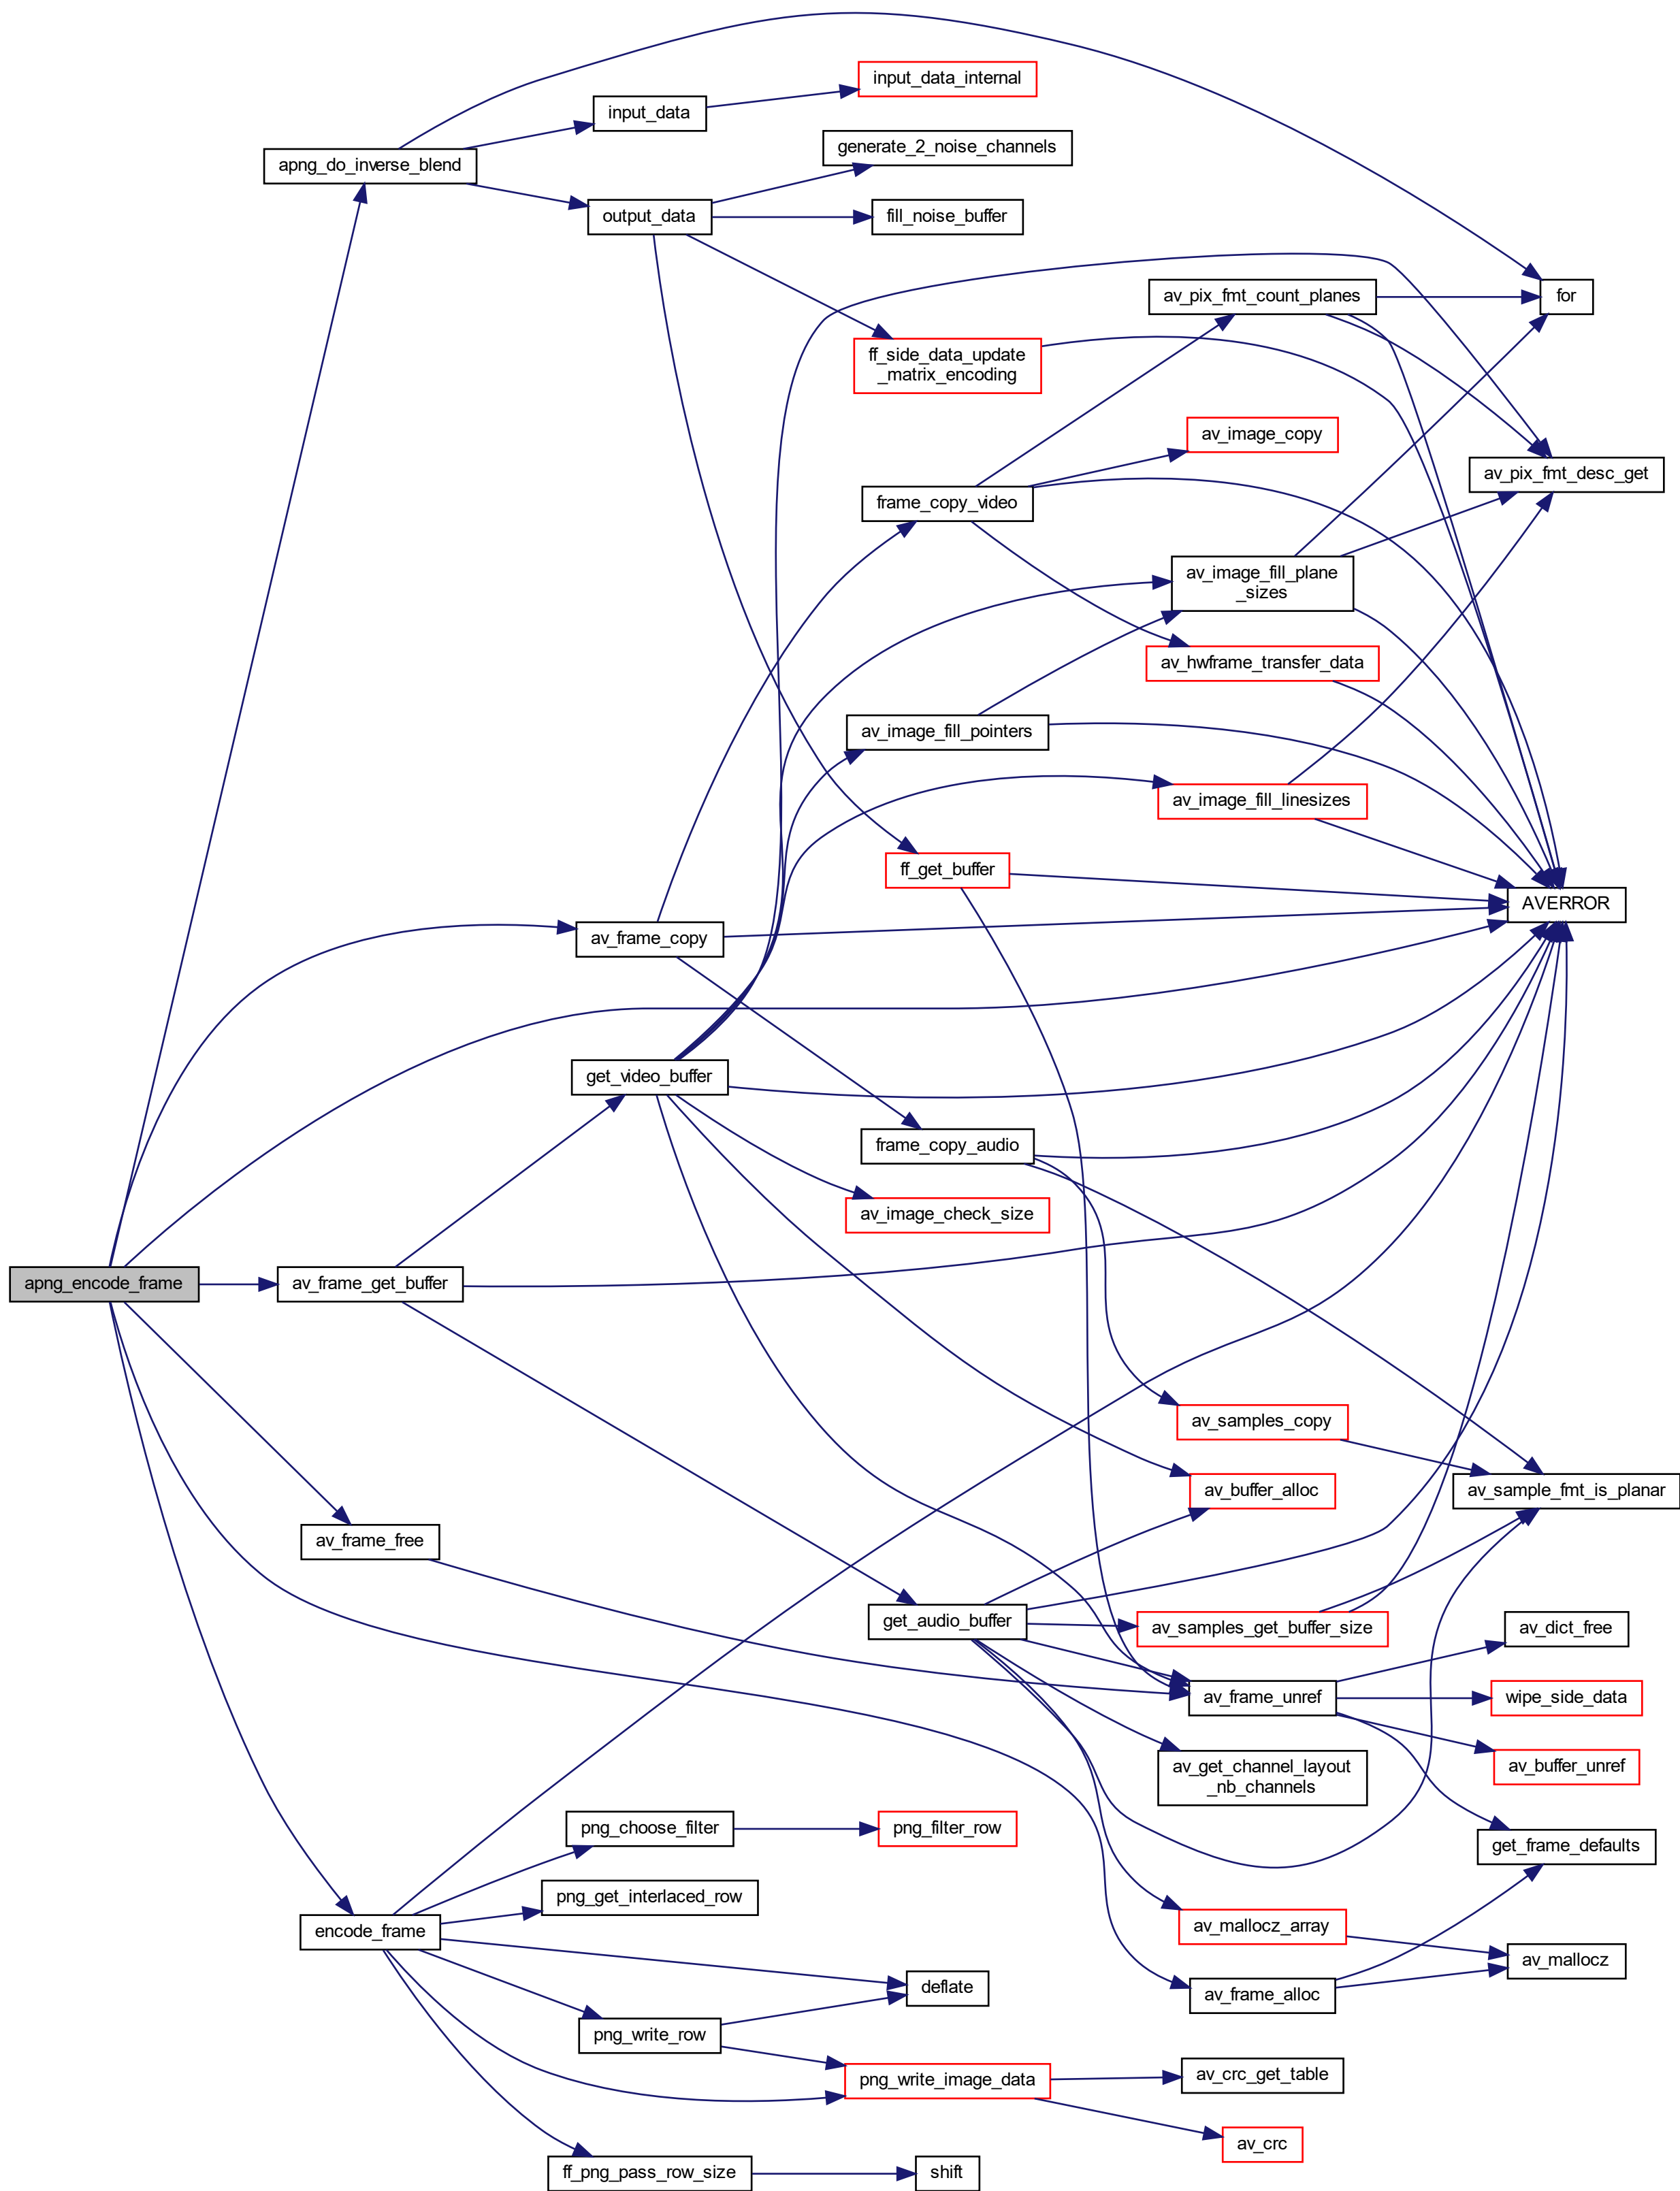 input_data_internal
input_data
generate_2_noise_channels
apng_do_inverse_blend
output_data
fill_noise_buffer
av_pix_fmt_count_planes
for
ff_side_data_update
_matrix_encoding
av_image_copy
av_pix_fmt_desc_get
frame_copy_video
av_image_fill_plane
_sizes
av_hwframe_transfer_data
av_image_fill_pointers
av_image_fill_linesizes
ff_get_buffer
AVERROR
av_frame_copy
get_video_buffer
frame_copy_audio
av_image_check_size
apng_encode_frame
av_frame_get_buffer
av_samples_copy
av_buffer_alloc
av_sample_fmt_is_planar
av_frame_free
get_audio_buffer
av_samples_get_buffer_size
av_dict_free
av_frame_unref
wipe_side_data
av_get_channel_layout
_nb_channels
av_buffer_unref
png_choose_filter
png_filter_row
get_frame_defaults
png_get_interlaced_row
encode_frame
av_mallocz_array
av_mallocz
deflate
av_frame_alloc
png_write_row
png_write_image_data
av_crc_get_table
av_crc
ff_png_pass_row_size
shift